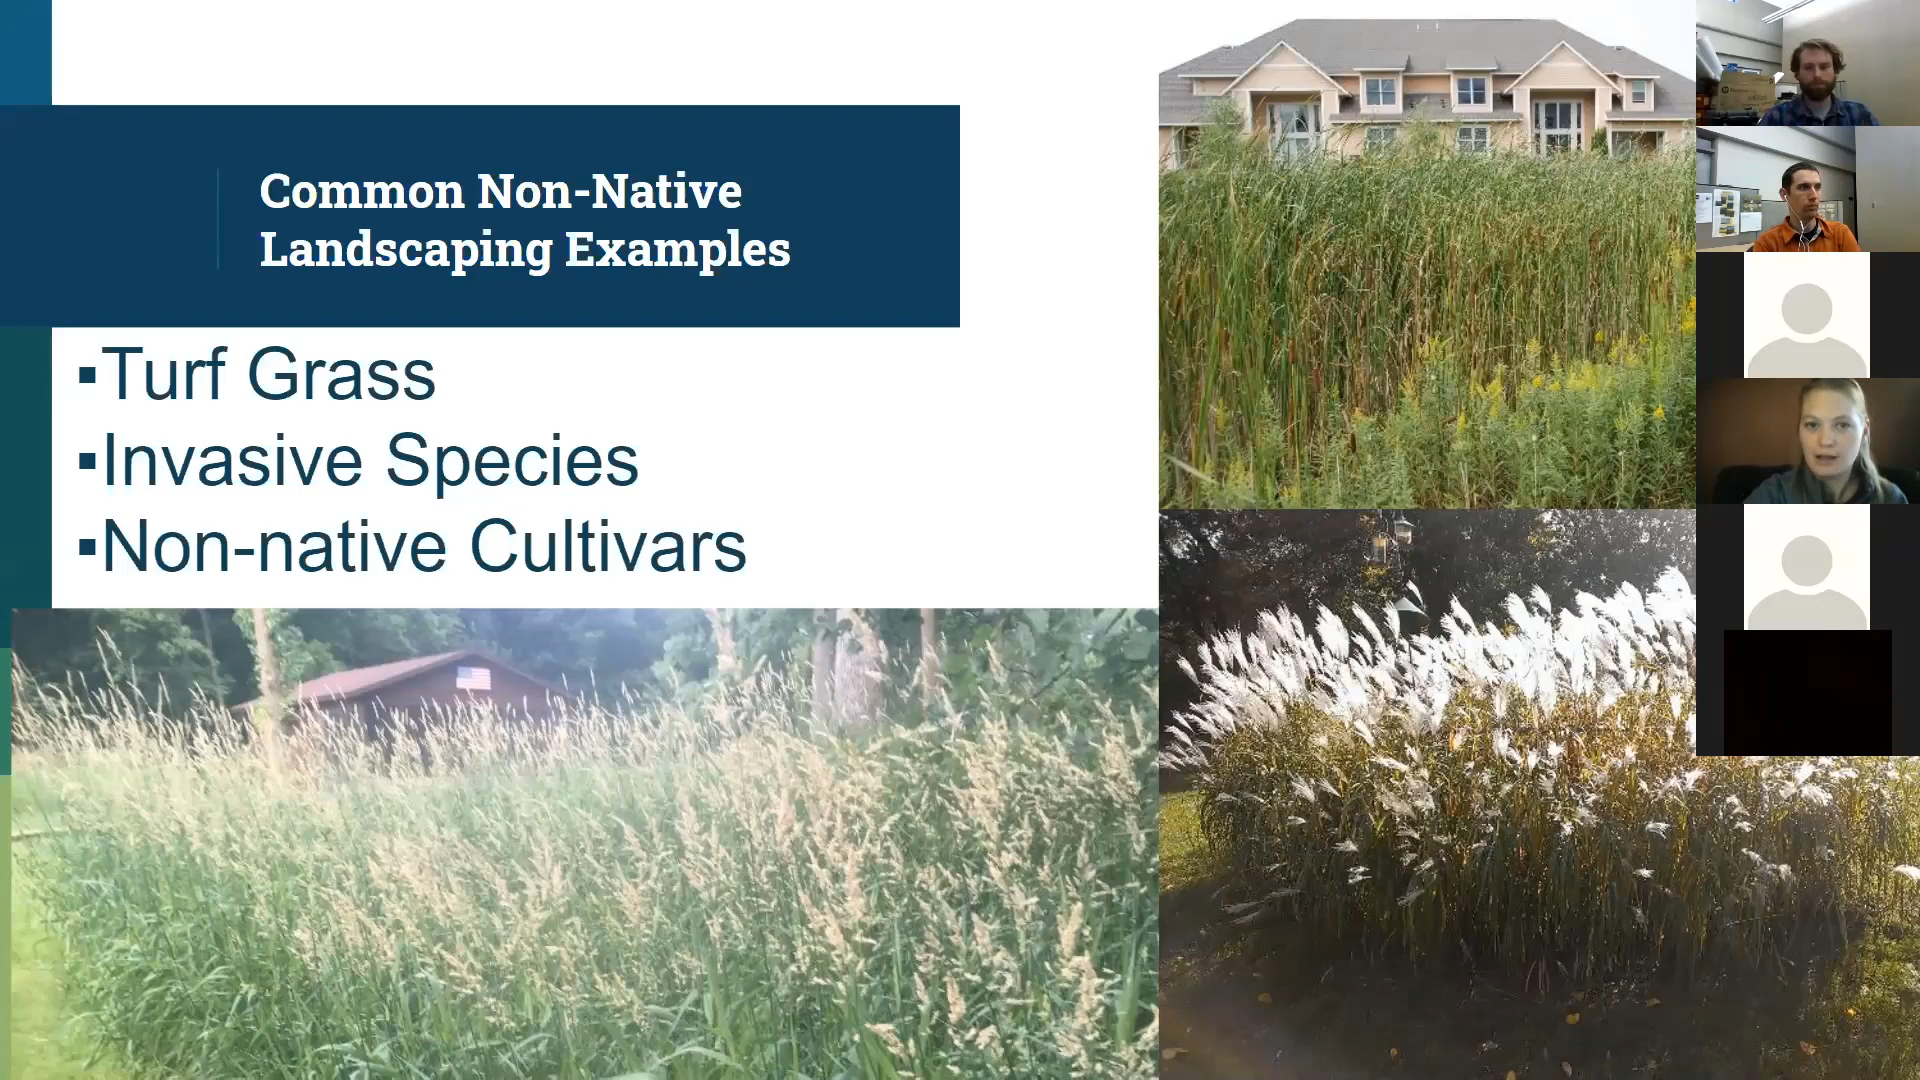 Common Non-Native
Landscaping Examples
▪Turf Grass
▪Invasive Species
▪Non-native Cultivars